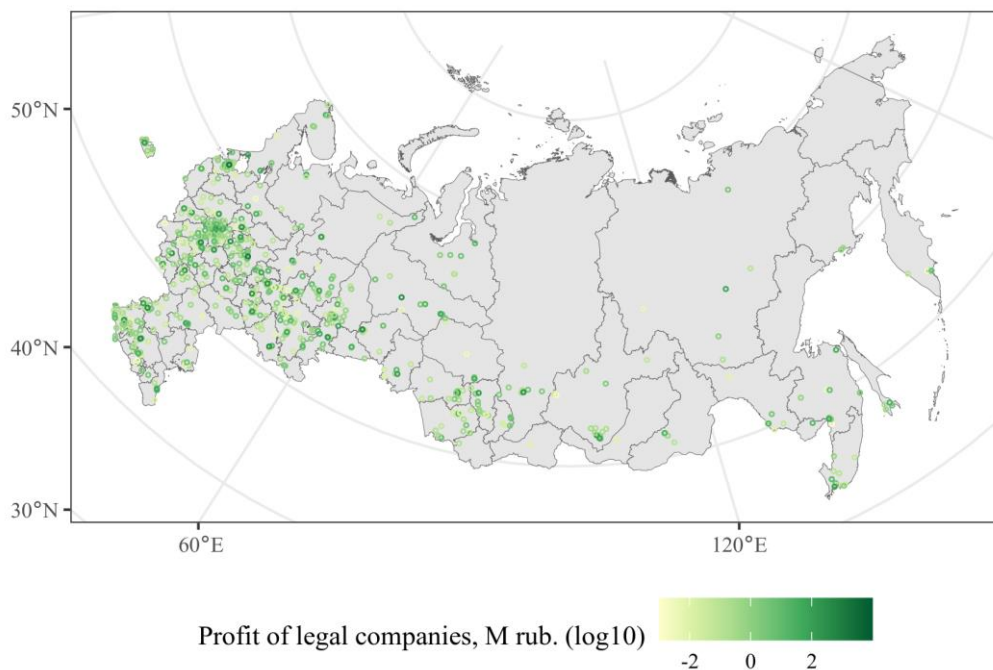 50°N
40°N
30°N
60°E
120°E
Profit of legal companies, M rub. (log10)
-2
0
2